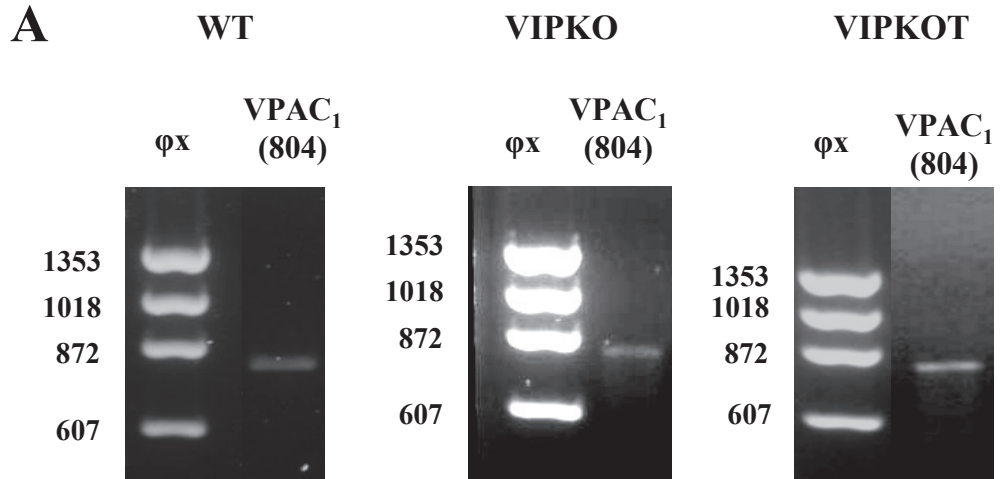 A
WT
VIPKO
VIPKOT
φx
VPAC₁
(804)
φx
VPAC₁
(804)
φx
VPAC₁
(804)
1353
1018
872
607
1353
1018
872
607
1353
1018
872
607